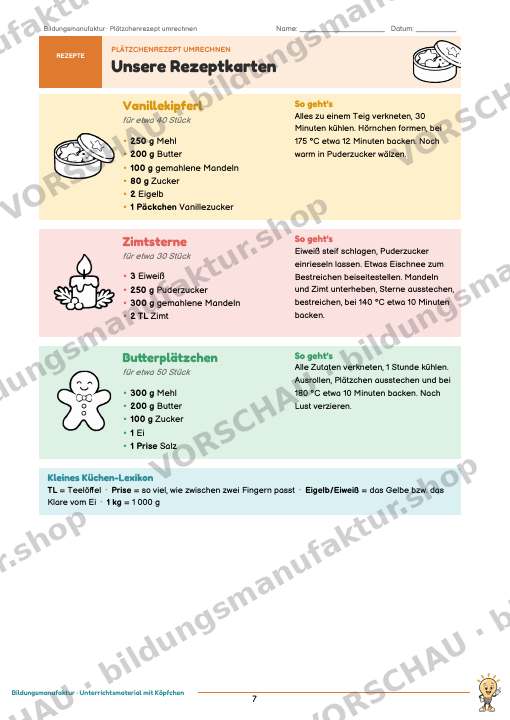 Bildungsmanufaktur · Plätzchenrezept umrechnen Name: ____________________ Datum: __________
REZEPTE
PLÄTZCHENREZEPT UMRECHNEN
Unsere Rezeptkarten
Vanillekipferl
für etwa 40 Stück
• 250 g Mehl
• 200 g Butter
• 100 g gemahlene Mandeln
• 80 g Zucker
• 2 Eigelb
• 1 Päckchen Vanillezucker
So geht's
Alles zu einem Teig verkneten, 30
Minuten kühlen. Hörnchen formen, bei
175 °C etwa 12 Minuten backen. Noch
warm in Puderzucker wälzen.
Zimtsterne
für etwa 30 Stück
• 3 Eiweiß
• 250 g Puderzucker
• 300 g gemahlene Mandeln
• 2 TL Zimt
So geht's
Eiweiß steif schlagen, Puderzucker
einrieseln lassen. Etwas Eischnee zum
Bestreichen beiseitestellen. Mandeln
und Zimt unterheben, Sterne ausstechen,
bestreichen, bei 140 °C etwa 10 Minuten
backen.
Butterplätzchen
für etwa 50 Stück
• 300 g Mehl
• 200 g Butter
• 100 g Zucker
• 1 Ei
• 1 Prise Salz
So geht's
Alle Zutaten verkneten, 1 Stunde kühlen.
Ausrollen, Plätzchen ausstechen und bei
180 °C etwa 10 Minuten backen. Nach
Lust verzieren.
Kleines Küchen-Lexikon
TL = Teelöffel · Prise = so viel, wie zwischen zwei Fingern passt · Eigelb/Eiweiß = das Gelbe bzw. das
Klare vom Ei · 1 kg = 1 000 g
Bildungsmanufaktur · Unterrichtsmaterial mit Köpfchen
7
VORSCHAU · bildungsmanufaktur.shop